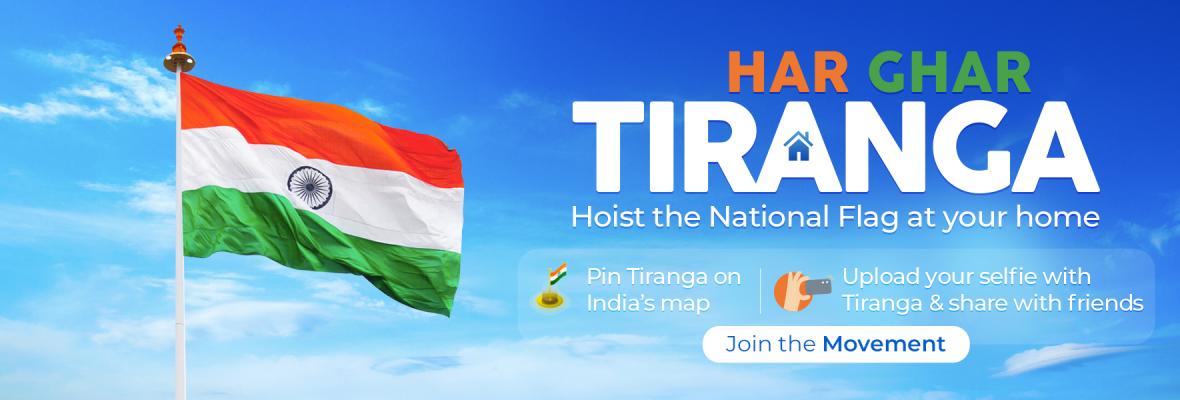 HAR GHAR
TIRANGA
Hoist the National Flag at your home
Pin Tiranga on
India's map
Upload your selfie with
Tiranga & share with friends
Join the Movement